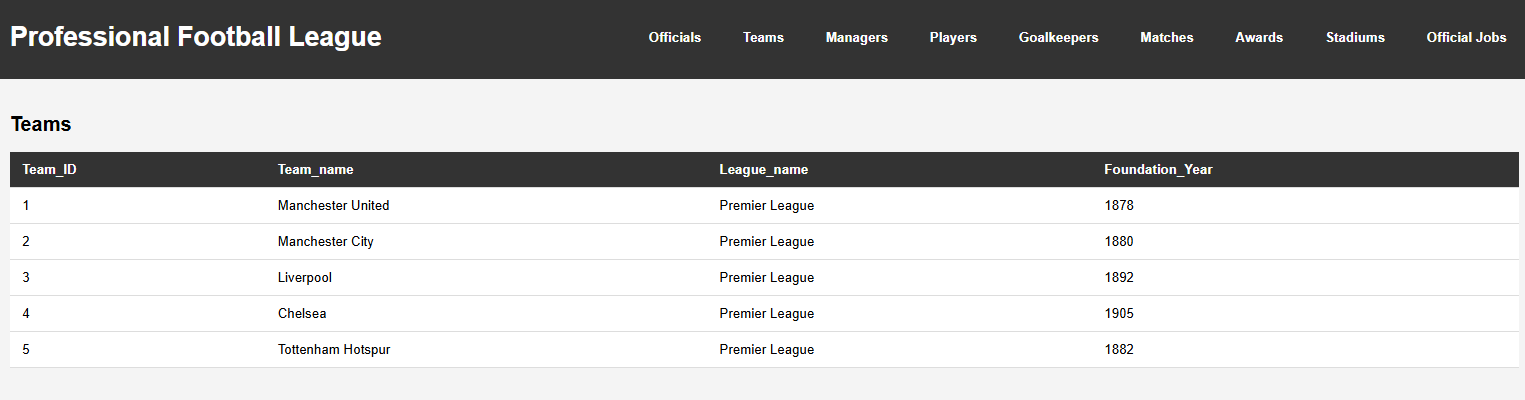 Professional Football League
Officials Teams Managers Players Goalkeepers Matches Awards Stadiums Official Jobs
Teams
Team_ID Team_name League_name Foundation_Year
1 Manchester United Premier League 1878
2 Manchester City Premier League 1880
3 Liverpool Premier League 1892
4 Chelsea Premier League 1905
5 Tottenham Hotspur Premier League 1882